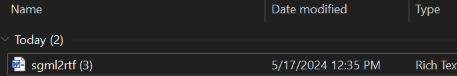 Name Date modified Type
Today (2)
sgml2rtf (3) 5/17/2024 12:35 PM Rich Tex